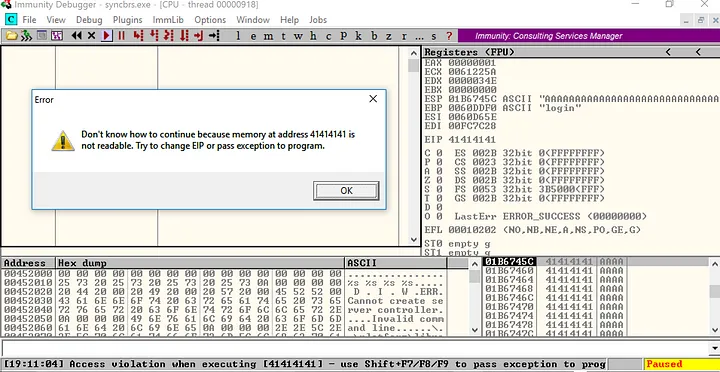 Immunity Debugger - syncbrs.exe - [CPU - thread 00000918]
C File View Debug Plugins ImmLib Options Window Help Jobs
l e m t w h c p k b z r ... s ? Immunity: Consulting Services Manager
Registers (FPU) < <
EAX 00000001
ECX 0061225A
EDX 0000034E
EBX 00000000
ESP 01B6745C ASCII "AAAAAAAAAAAAAAAAAAAAAAAAAAAA
EBP 0060DDF0 ASCII "login"
ESI 0060D65E
EDI 00FC7C28
EIP 41414141
C 0 ES 002B 32bit 0(FFFFFFFF)
P 0 CS 0023 32bit 0(FFFFFFFF)
A 0 SS 002B 32bit 0(FFFFFFFF)
Z 0 DS 002B 32bit 0(FFFFFFFF)
S 0 FS 0053 32bit 3B5000(FFF)
T 0 GS 002B 32bit 0(FFFFFFFF)
D 0
O 0 LastErr ERROR_SUCCESS (00000000)
EFL 00010202 (NO,NB,NE,A,NS,PO,GE,G)
ST0 empty g
ST1 empty g
Error
Don't know how to continue because memory at address 41414141 is
not readable. Try to change EIP or pass exception to program.
OK
Address Hex dump ASCII
00452000 00 00 00 00 00 00 00 00 00 00 00 00 00 00 00 00 ................
00452010 25 73 20 25 73 20 25 73 20 25 73 0A 00 00 00 00 %s %s %s %s.....
00452020 20 00 44 00 20 00 49 00 20 00 57 00 00 45 52 52 00
00452030 43 61 6E 6E 6F 74 20 63 72 65 61 74 65 20 73 65 Cannot create se
00452040 72 76 65 72 20 63 6F 6E 74 72 6F 6C 6C 65 72 2E rver controller.
00452050 0A 00 00 00 49 6E 76 61 6C 69 64 20 63 6F 6D 6D ....Invalid comm
00452060 61 6E 64 20 6C 69 6E 65 0A 00 00 00 2E 2E 5C 2E and line......\.
01B6745C 41414141 AAAA
01B67460 41414141 AAAA
01B67464 41414141 AAAA
01B67468 41414141 AAAA
01B6746C 41414141 AAAA
01B67470 41414141 AAAA
01B67474 41414141 AAAA
01B67478 41414141 AAAA
[19:11:04] Access violation when executing [41414141] - use Shift+F7/F8/F9 to pass exception to prog
Paused